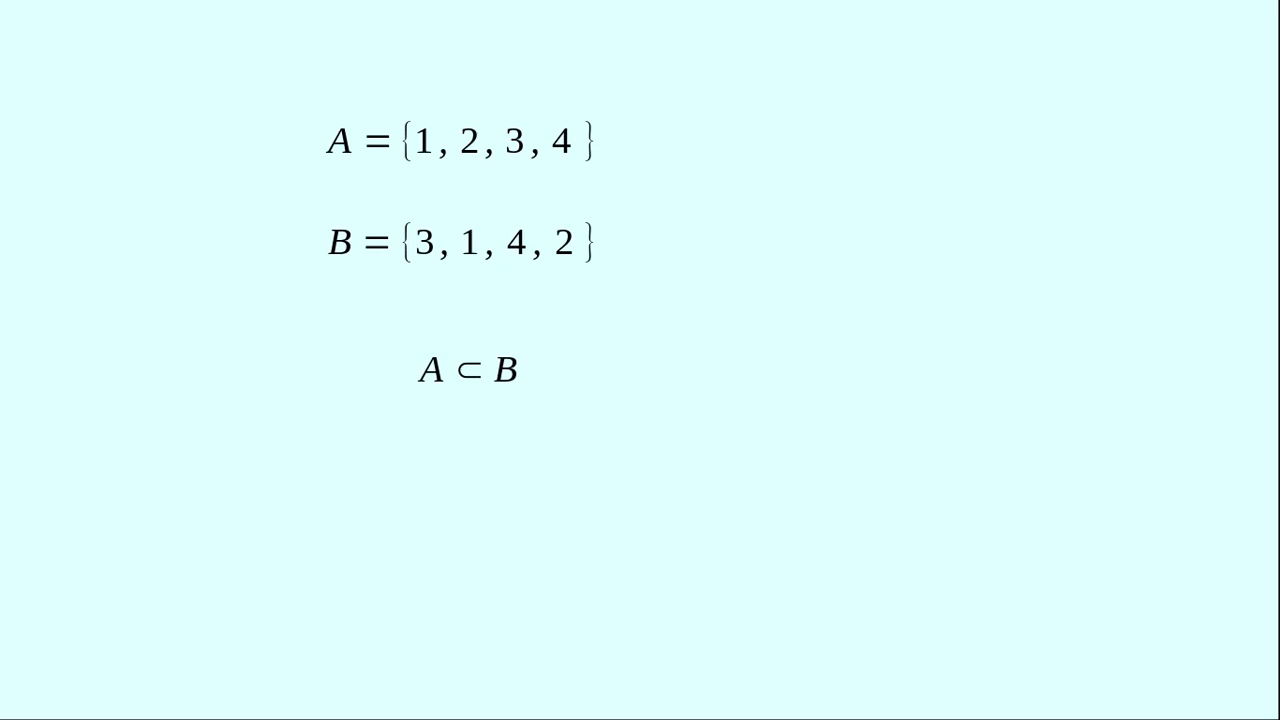 A = {1, 2, 3, 4 }
B = {3, 1, 4, 2 }
A ⊂ B